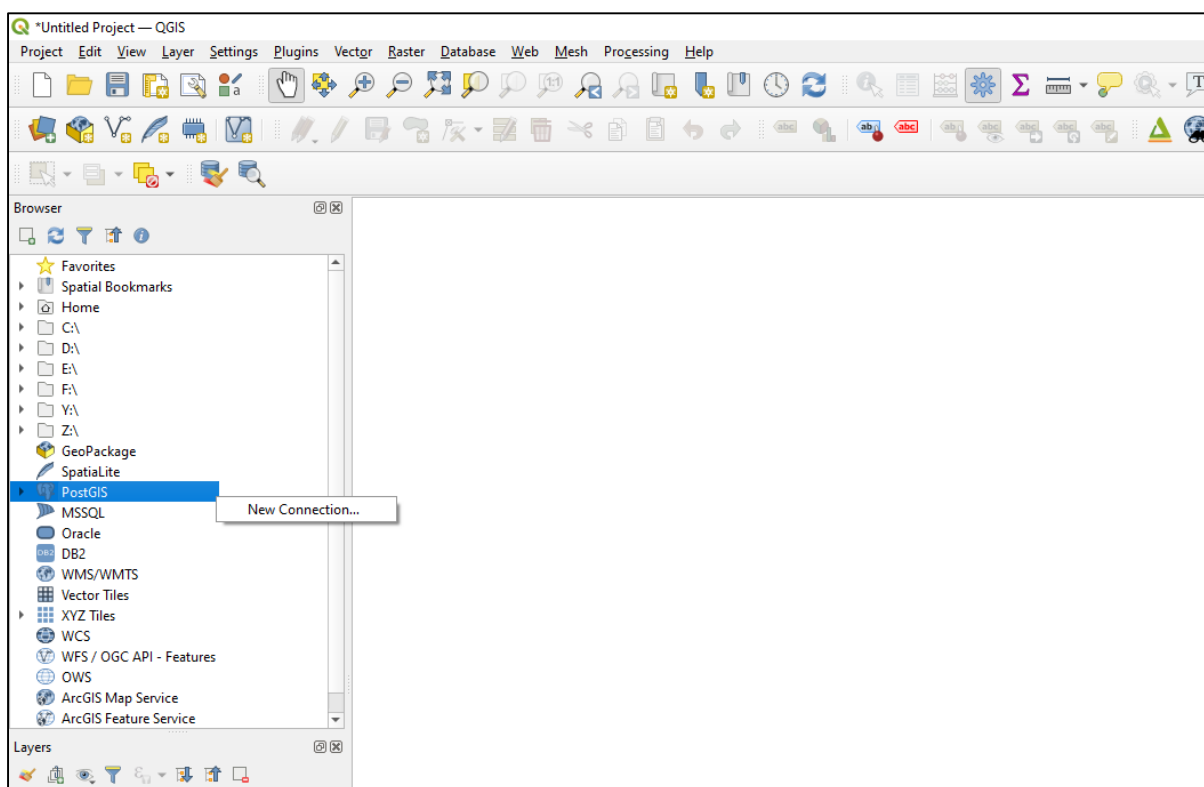 *Untitled Project — QGIS
Project Edit View Layer Settings Plugins Vector Raster Database Web Mesh Processing Help
Browser
Favorites
Spatial Bookmarks
Home
C:\
D:\
E:\
F:\
Y:\
Z:\
GeoPackage
SpatiaLite
PostGIS
New Connection...
MSSQL
Oracle
DB2
WMS/WMTS
Vector Tiles
XYZ Tiles
WCS
WFS / OGC API - Features
OWS
ArcGIS Map Service
ArcGIS Feature Service
Layers